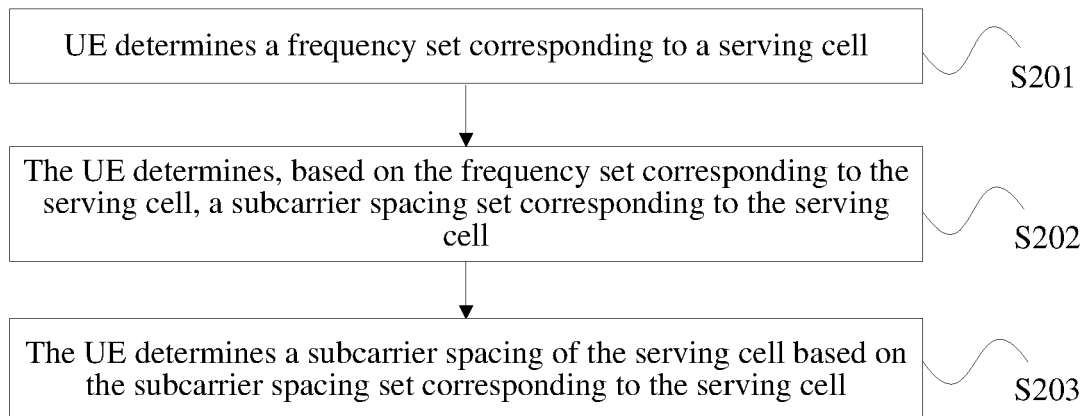 UE determines a frequency set corresponding to a serving cell
S201
The UE determines, based on the frequency set corresponding to the
serving cell, a subcarrier spacing set corresponding to the serving
cell
S202
The UE determines a subcarrier spacing of the serving cell based on
the subcarrier spacing set corresponding to the serving cell
S203